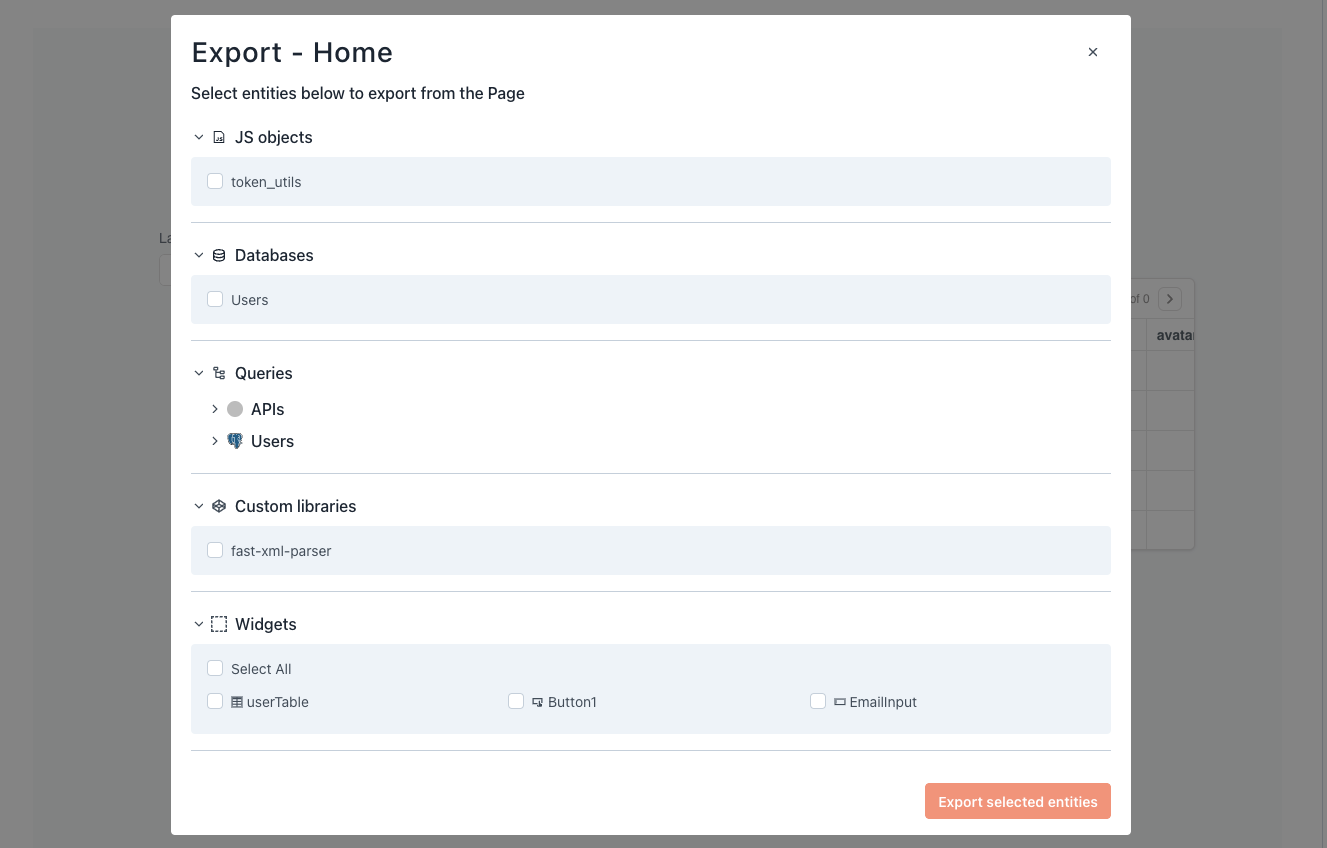 Export - Home
Select entities below to export from the Page
JS objects
token_utils
Databases
Users
Queries
APIs
Users
Custom libraries
fast-xml-parser
Widgets
Select All
userTable Button1 EmailInput
Export selected entities
La
of 0
avatar